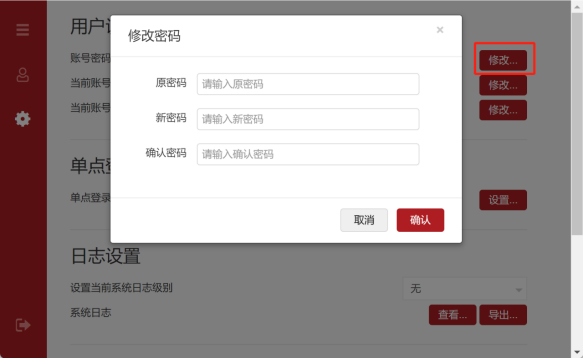 用户
修改密码
×
账号密码
修改...
原密码
请输入原密码
当前账号
修改...
新密码
请输入新密码
当前账号
修改...
确认密码
请输入确认密码
单点登
单点登录
设置...
取消
确认
日志设置
设置当前系统日志级别
无
系统日志
查看...
导出...